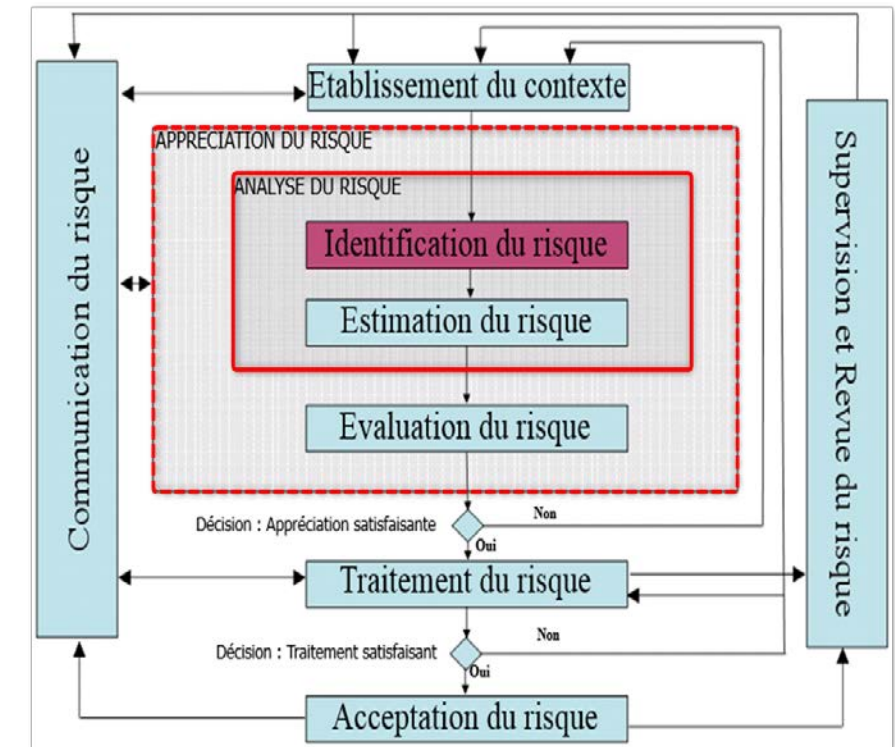 Etablissement du contexte
APPRECIATION DU RISQUE
ANALYSE DU RISQUE
Identification du risque
Estimation du risque
Evaluation du risque
Décision : Appréciation satisfaisante
Non
Oui
Traitement du risque
Décision : Traitement satisfaisant
Non
Oui
Acceptation du risque
Communication du risque
Supervision et Revue du risque